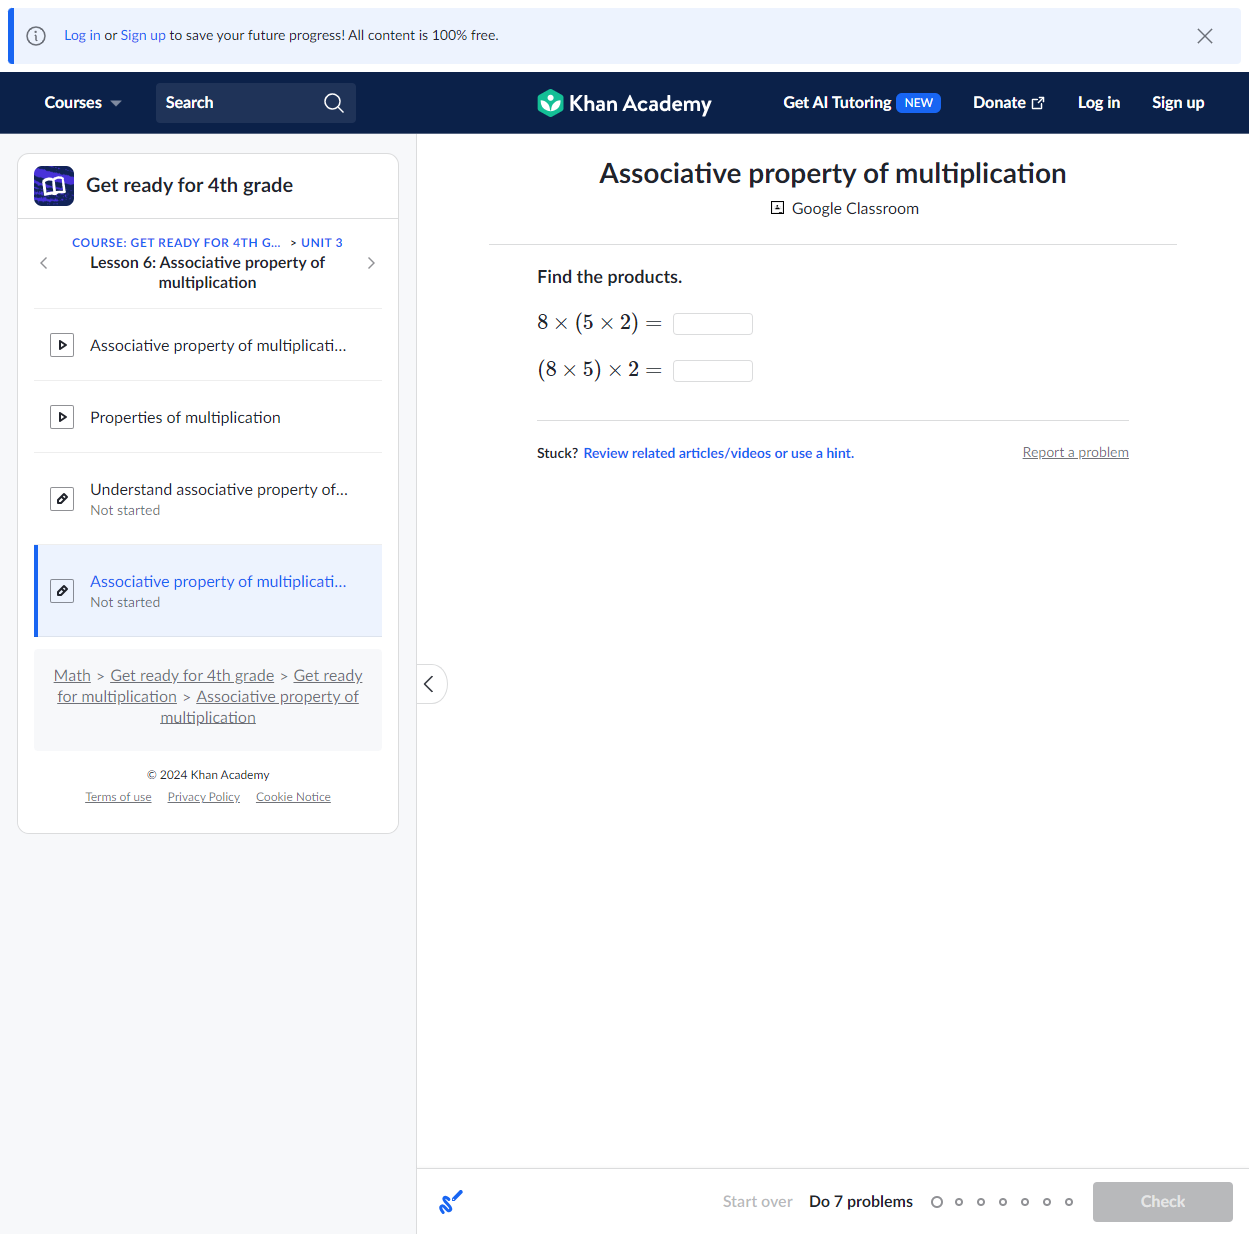 Log in or Sign up to save your future progress! All content is 100% free.
Courses
Search
Khan Academy
Get AI Tutoring NEW
Donate
Log in
Sign up
Get ready for 4th grade
COURSE: GET READY FOR 4TH G... > UNIT 3
Lesson 6: Associative property of
multiplication
Associative property of multiplicati...
Properties of multiplication
Understand associative property of...
Not started
Associative property of multiplicati...
Not started
Math > Get ready for 4th grade > Get ready
for multiplication > Associative property of
multiplication
© 2024 Khan Academy
Terms of use Privacy Policy Cookie Notice
Associative property of multiplication
Google Classroom
Find the products.
8 × (5 × 2) =
(8 × 5) × 2 =
Stuck? Review related articles/videos or use a hint.
Report a problem
Start over
Do 7 problems
Check